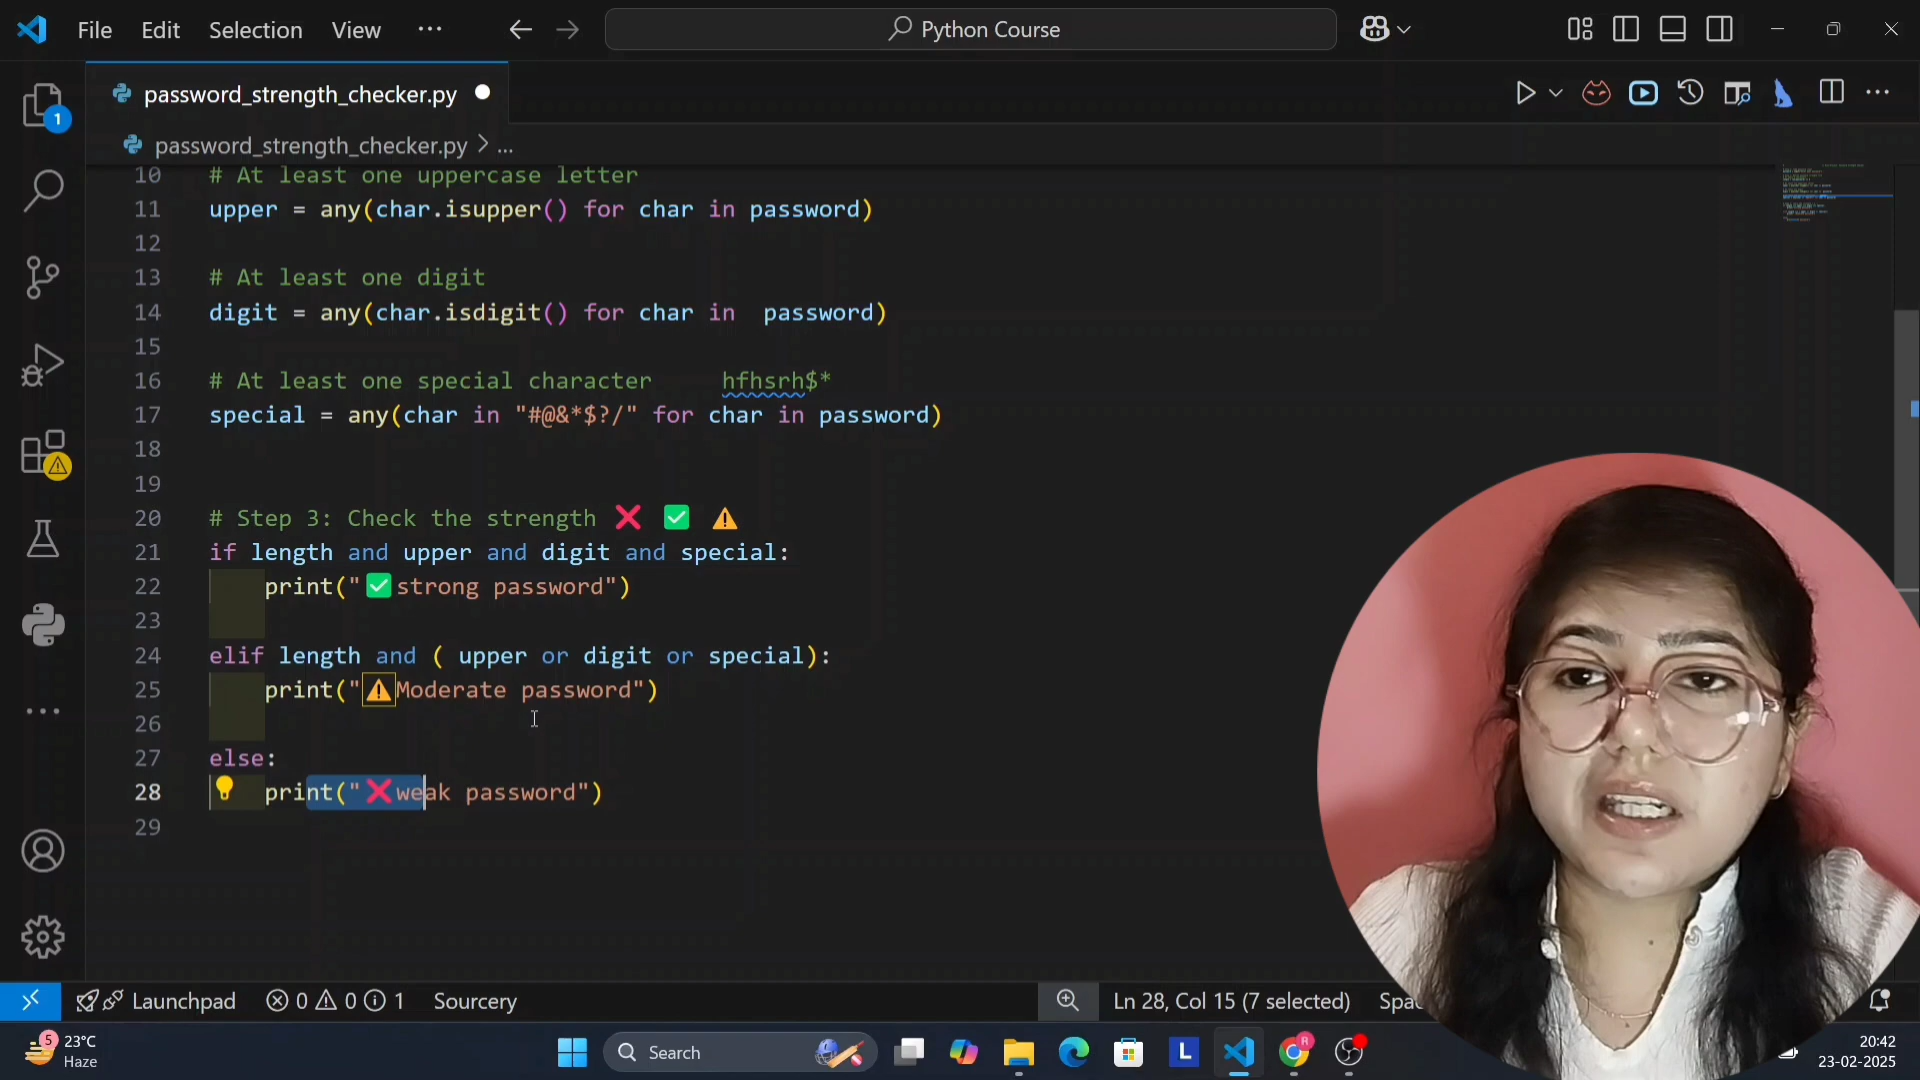 File Edit Selection View ... Python Course
password_strength_checker.py
password_strength_checker.py > ...
1
10 # At least one uppercase letter
11 upper = any(char.isupper() for char in password)
12
13 # At least one digit
14 digit = any(char.isdigit() for char in  password)
15
16 # At least one special character hfhsrh$*
17 special = any(char in "#@&*$?/" for char in password)
18
19
20 # Step 3: Check the strength ❌ ✅ ⚠️
21 if length and upper and digit and special:
22 print("✅strong password")
23
24 elif length and ( upper or digit or special):
25 print("⚠️Moderate password")
26
27 else:
28 print("❌weak password")
29
Launchpad 0 0 1 Sourcery Ln 28, Col 15 (7 selected)
5 23°C
Haze
Search
L
R
20:42
23-02-2025